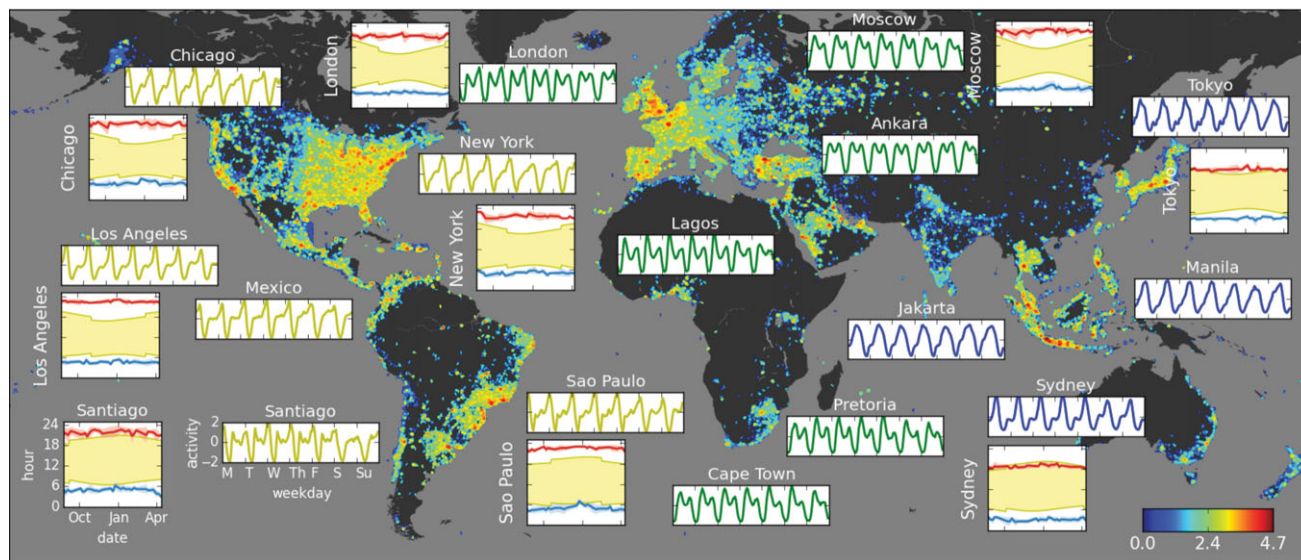 Chicago
London
London
Moscow
Moscow
Tokyo
Chicago
New York
Ankara
Tokyo
Los Angeles
New York
Lagos
Manila
Mexico
Jakarta
Los Angeles
Santiago
Santiago
Sao Paulo
Pretoria
Sydney
24
18
12
6
0
hour
Oct Jan Apr
date
activity
2
0
−2
M T W Th F S Su
weekday
Sao Paulo
Cape Town
Sydney
0.0 2.4 4.7